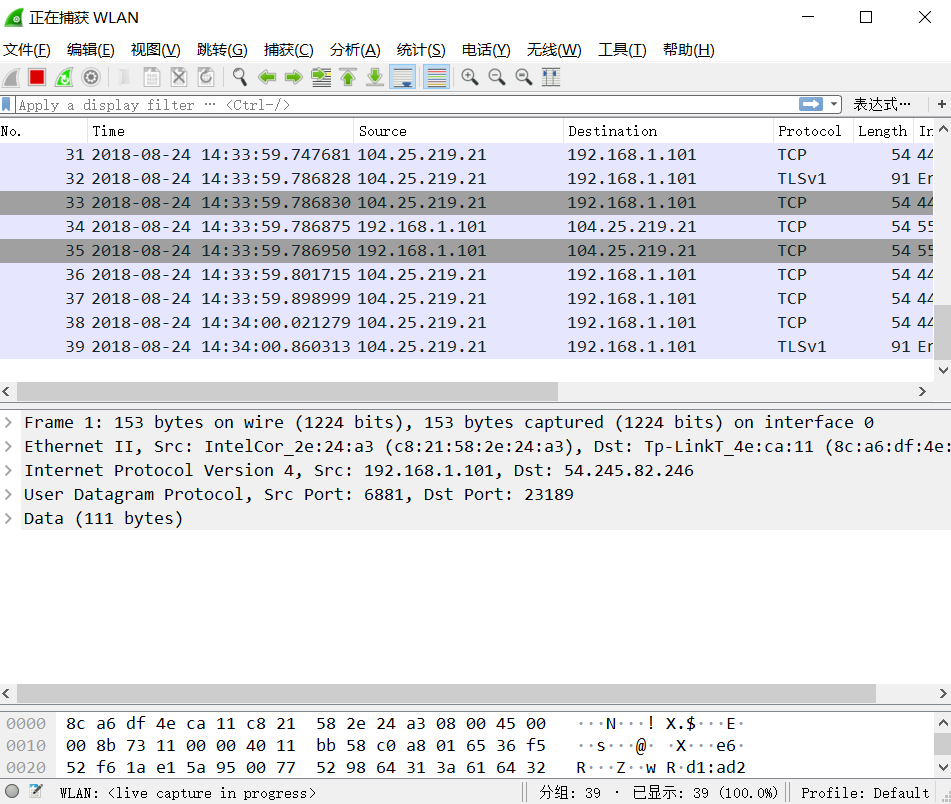 正在捕获 WLAN
文件(F) 编辑(E) 视图(V) 跳转(G) 捕获(C) 分析(A) 统计(S) 电话(Y) 无线(W) 工具(T) 帮助(H)
Apply a display filter ... <Ctrl-/> 表达式… +
No. Time Source Destination Protocol Length In
31 2018-08-24 14:33:59.747681 104.25.219.21 192.168.1.101 TCP 54 44
32 2018-08-24 14:33:59.786828 104.25.219.21 192.168.1.101 TLSv1 91 En
33 2018-08-24 14:33:59.786830 104.25.219.21 192.168.1.101 TCP 54 44
34 2018-08-24 14:33:59.786875 192.168.1.101 104.25.219.21 TCP 54 55
35 2018-08-24 14:33:59.786950 192.168.1.101 104.25.219.21 TCP 54 55
36 2018-08-24 14:33:59.801715 104.25.219.21 192.168.1.101 TCP 54 44
37 2018-08-24 14:33:59.898999 104.25.219.21 192.168.1.101 TCP 54 44
38 2018-08-24 14:34:00.021279 104.25.219.21 192.168.1.101 TCP 54 44
39 2018-08-24 14:34:00.860313 104.25.219.21 192.168.1.101 TLSv1 91 En
Frame 1: 153 bytes on wire (1224 bits), 153 bytes captured (1224 bits) on interface 0
Ethernet II, Src: IntelCor_2e:24:a3 (c8:21:58:2e:24:a3), Dst: Tp-LinkT_4e:ca:11 (8c:a6:df:4e:
Internet Protocol Version 4, Src: 192.168.1.101, Dst: 54.245.82.246
User Datagram Protocol, Src Port: 6881, Dst Port: 23189
Data (111 bytes)
0000 8c a6 df 4e ca 11 c8 21 58 2e 24 a3 08 00 45 00 ···N···! X.$···E·
0010 00 8b 73 11 00 00 40 11 bb 58 c0 a8 01 65 36 f5 ··s···@· ·X···e6·
0020 52 f6 1a e1 5a 95 00 77 52 98 64 31 3a 61 64 32 R···Z··w R·d1:ad2
WLAN: <live capture in progress> 分组: 39 · 已显示: 39 (100.0%) Profile: Default